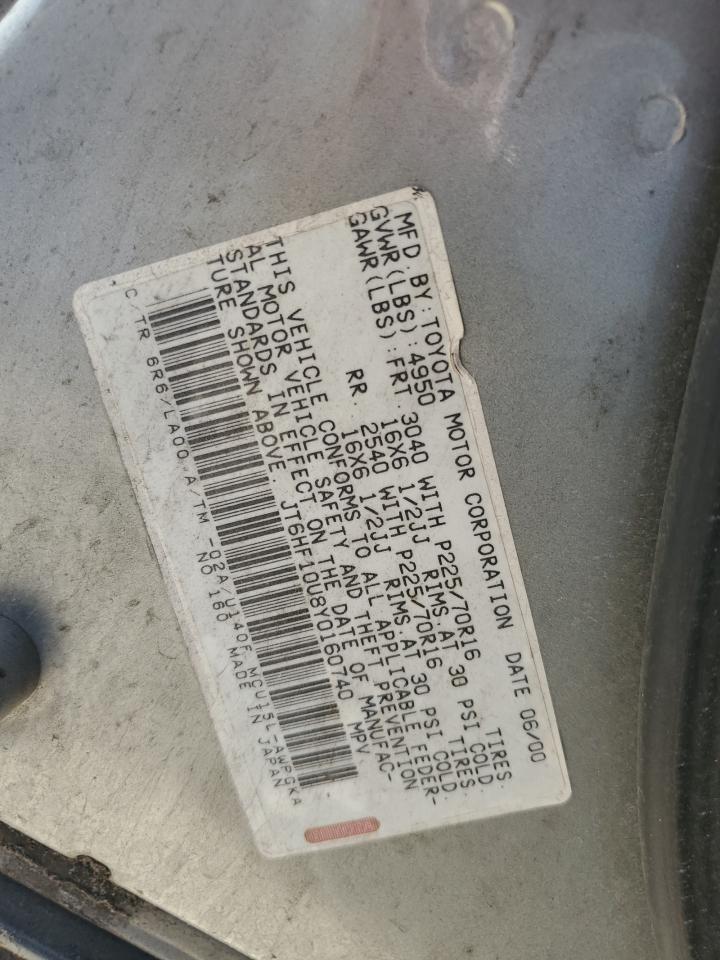 MFD. BY: TOYOTA MOTOR CORPORATION DATE 06/00
GVWR(LBS):4950
GAWR(LBS): FRT. 3040 WITH P225/70R16 TIRES.
16X6 1/2JJ RIMS.AT 30 PSI COLD.
RR. 2540 WITH P225/70R16 TIRES.
16X6 1/2JJ RIMS.AT 30 PSI COLD.
THIS VEHICLE CONFORMS TO ALL APPLICABLE FEDER-
AL MOTOR VEHICLE SAFETY AND THEFT PREVENTION
STANDARDS IN EFFECT ON THE DATE OF MANUFAC-
TURE SHOWN ABOVE. JT6HF10U8Y0160740 MPV.
C/TR 6R6/LA00 A/TM -02A/U140F MCU15L-AWPGKA
NO 160 MADE IN JAPAN